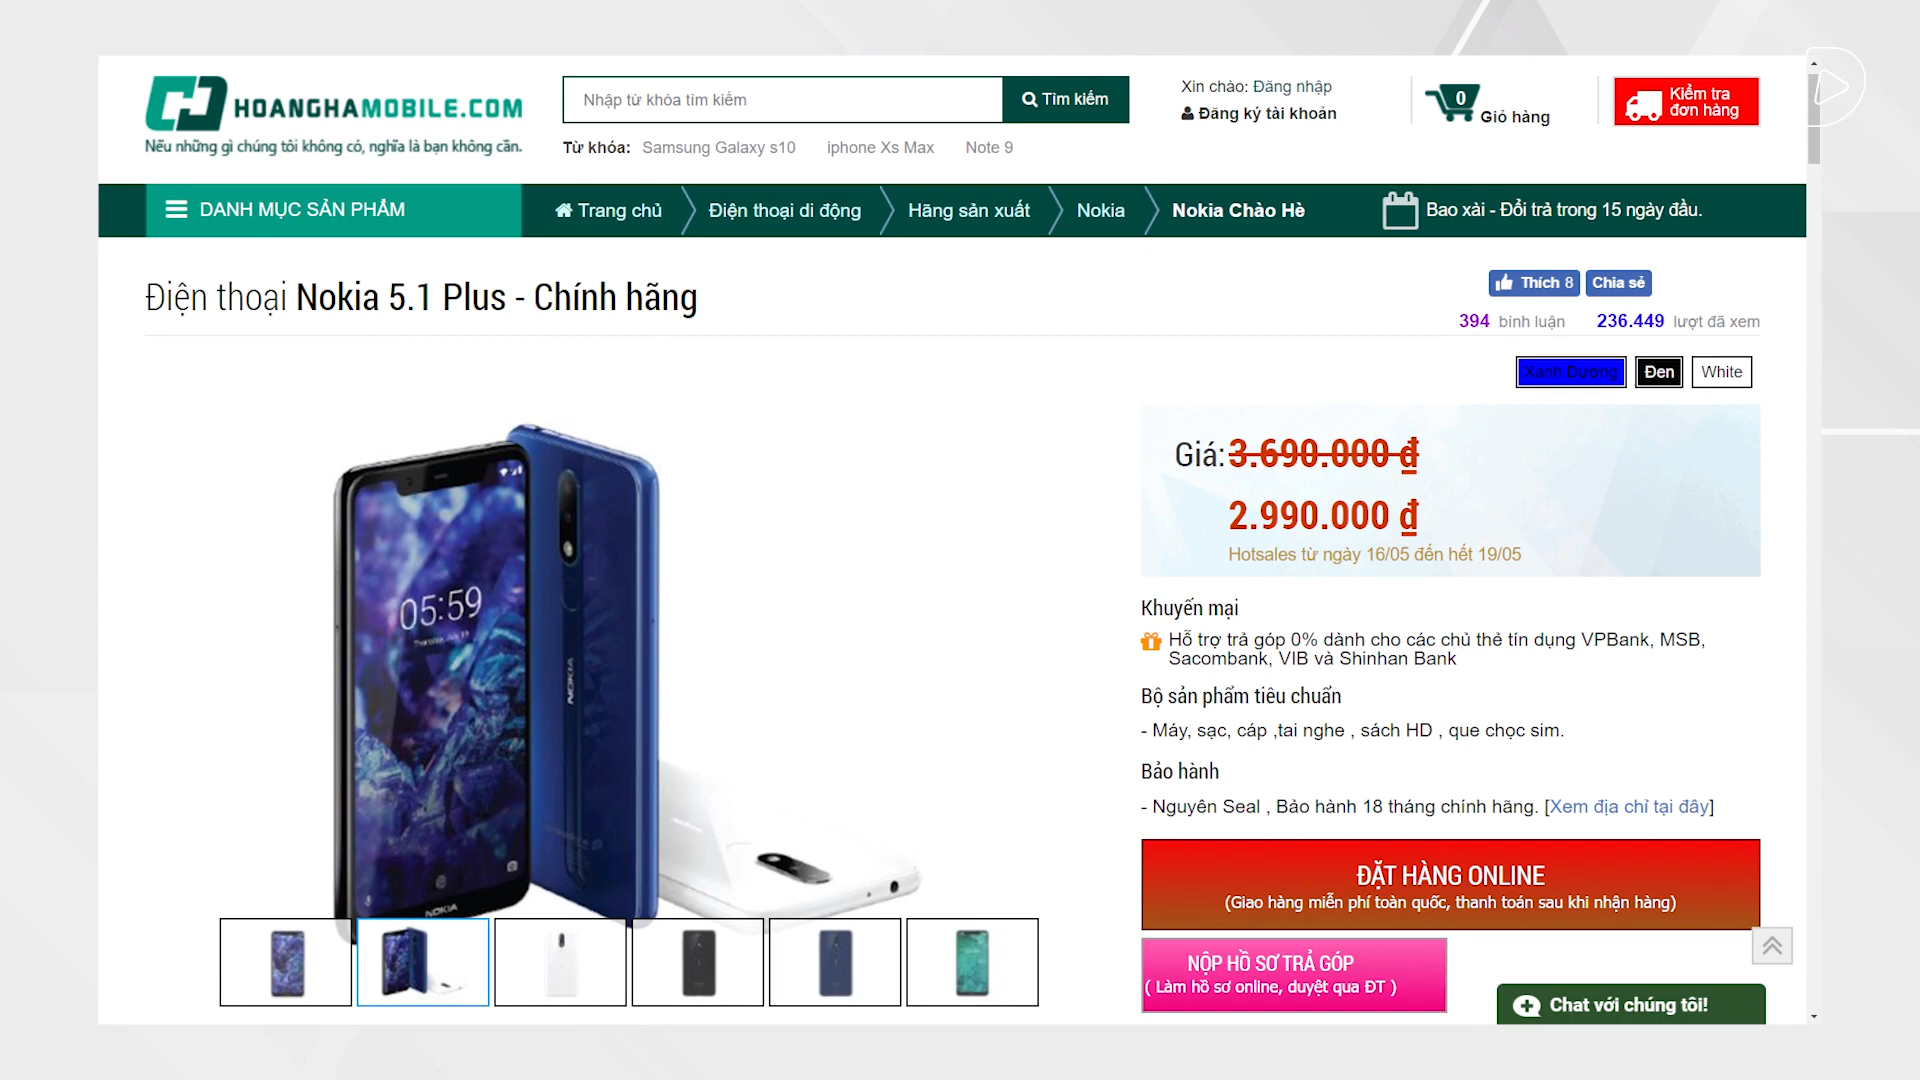 HOANGHAMOBILE.COM
Nếu những gì chúng tôi không có, nghĩa là bạn không cần.
Nhập từ khóa tìm kiếm
Tìm kiếm
Từ khóa: Samsung Galaxy s10 iphone Xs Max Note 9
Xin chào: Đăng nhập
Đăng ký tài khoản
0 Giỏ hàng
Kiểm tra
đơn hàng
DANH MỤC SẢN PHẨM
Trang chủ Điện thoại di động Hãng sản xuất Nokia Nokia Chào Hè
Bao xài - Đổi trả trong 15 ngày đầu.
Điện thoại Nokia 5.1 Plus - Chính hãng
Thích 8 Chia sẻ
394 bình luận 236.449 lượt đã xem
Xanh Dương Đen White
Giá: 3.690.000 ₫
2.990.000 ₫
Hotsales từ ngày 16/05 đến hết 19/05
Khuyến mại
Hỗ trợ trả góp 0% dành cho các chủ thẻ tín dụng VPBank, MSB,
Sacombank, VIB và Shinhan Bank
Bộ sản phẩm tiêu chuẩn
- Máy, sạc, cáp ,tai nghe , sách HD , que chọc sim.
Bảo hành
- Nguyên Seal , Bảo hành 18 tháng chính hãng. [Xem địa chỉ tại đây]
ĐẶT HÀNG ONLINE
(Giao hàng miễn phí toàn quốc, thanh toán sau khi nhận hàng)
NỘP HỒ SƠ TRẢ GÓP
( Làm hồ sơ online, duyệt qua ĐT )
Chat với chúng tôi!
05:59
NOKIA
NOKIA